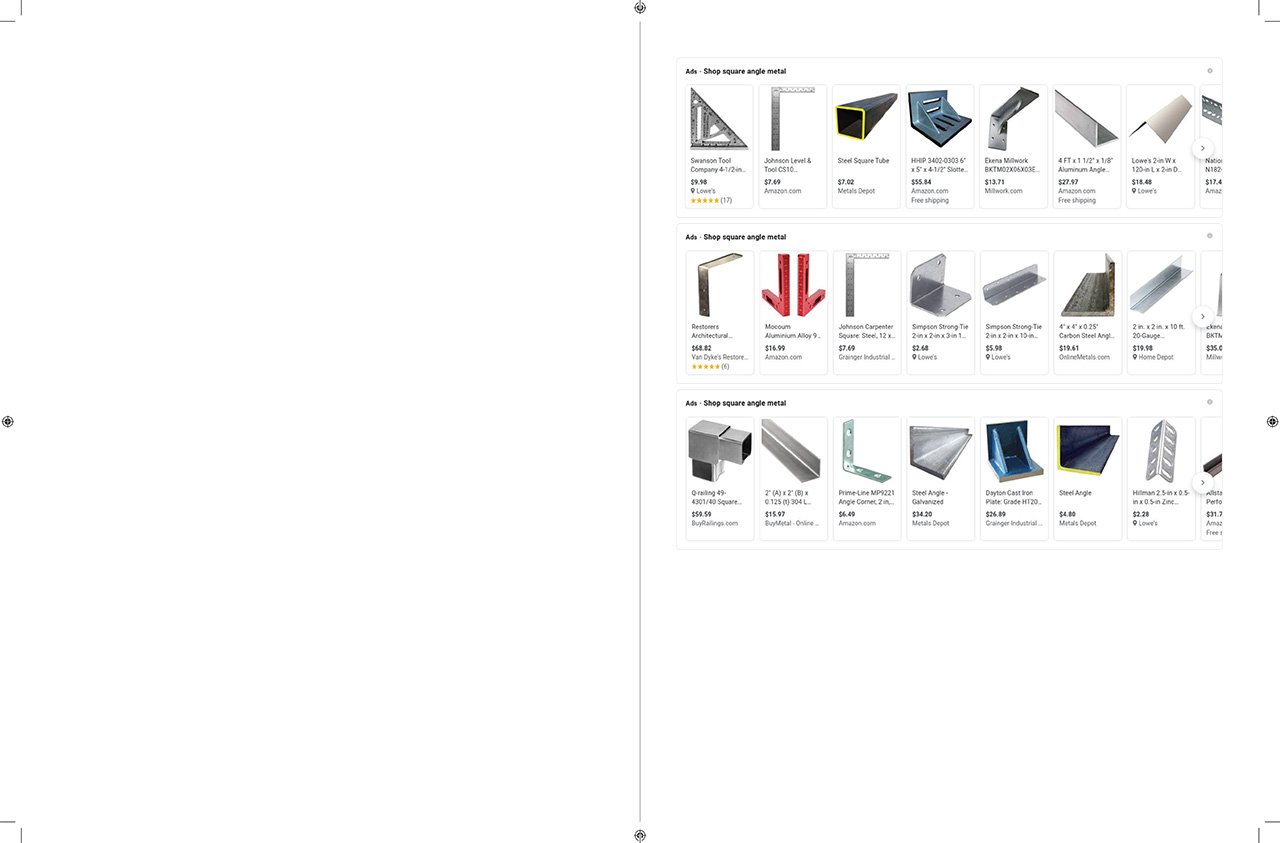 Ads · Shop square angle metal
Swanson Tool
Company 4-1/2-in...
$9.98
Lowe's
(17)
Johnson Level &
Tool CS10...
$7.69
Amazon.com
Steel Square Tube
$7.02
Metals Depot
HHIP 3402-0303 6"
x 5" x 4-1/2" Slotte...
$55.84
Amazon.com
Free shipping
Ekena Millwork
BKTM02X06X03E...
$13.71
Millwork.com
4 FT x 1 1/2" x 1/8"
Aluminum Angle...
$27.97
Amazon.com
Free shipping
Lowe's 2-in W x
120-in L x 2-in D...
$18.48
Lowe's
Natio
N182-
$17.4
Amaz
Ads · Shop square angle metal
Restorers
Architectural...
$68.82
Van Dyke's Restore...
(6)
Mocoum
Aluminium Alloy 9...
$16.99
Amazon.com
Johnson Carpenter
Square: Steel, 12 x...
$7.69
Grainger Industrial ...
Simpson Strong-Tie
2-in x 2-in x 3-in 1...
$2.68
Lowe's
Simpson Strong-Tie
2-in x 2-in x 10-in...
$5.98
Lowe's
4" x 4" x 0.25"
Carbon Steel Angl...
$19.61
OnlineMetals.com
2 in. x 2 in. x 10 ft.
20-Gauge...
$19.98
Home Depot
Ekena
BKTM
$35.0
Millw
Ads · Shop square angle metal
Q-railing 49-
4301/40 Square...
$59.59
BuyRailings.com
2" (A) x 2" (B) x
0.125 (t) 304 L...
$15.97
BuyMetal - Online ...
Prime-Line MP9221
Angle Corner, 2 in,...
$6.49
Amazon.com
Steel Angle -
Galvanized
$34.20
Metals Depot
Dayton Cast Iron
Plate: Grade HT20...
$26.89
Grainger Industrial ...
Steel Angle
$4.80
Metals Depot
Hillman 2.5-in x 0.5-
in x 0.5-in Zinc...
$2.28
Lowe's
Allsta
Perfo
$31.7
Amaz
Free s